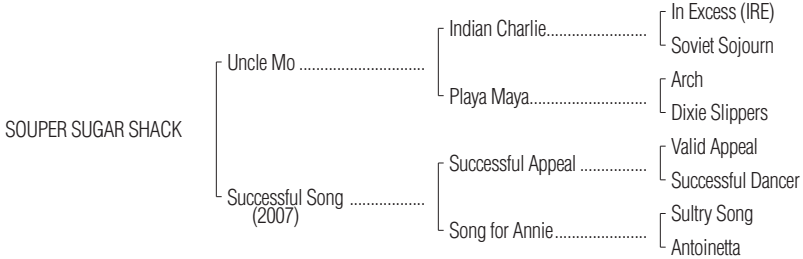 In Excess (IRE)
Indian Charlie.......................
Soviet Sojourn
Uncle Mo .............................
Arch
Playa Maya...........................
Dixie Slippers
SOUPER SUGAR SHACK
Valid Appeal
Successful Appeal ................
Successful Dancer
Successful Song ..................
(2007)
Sultry Song
Song for Annie......................
Antoinetta